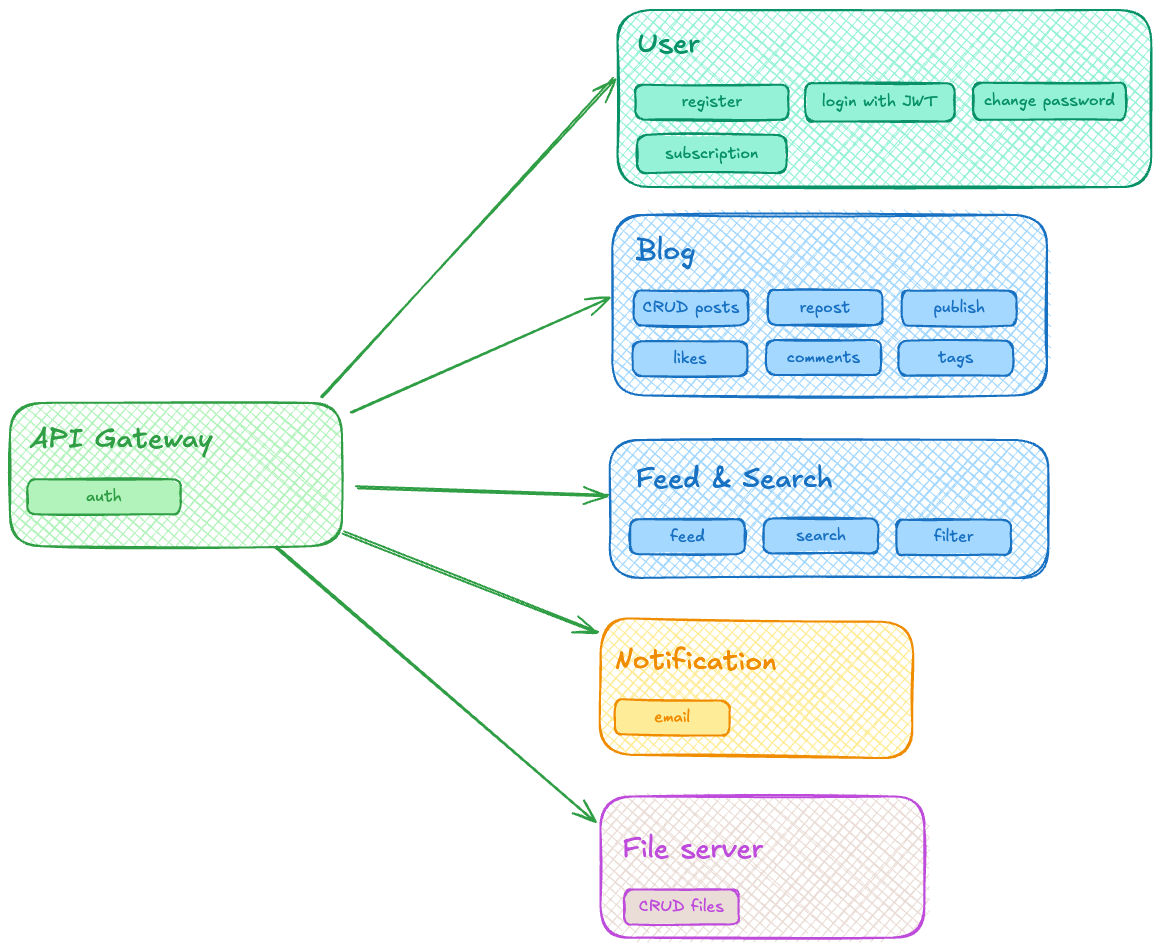 User
register
login with JWT
change password
subscription
Blog
CRUD posts
repost
publish
likes
comments
tags
API Gateway
auth
Feed & Search
feed
search
filter
Notification
email
File server
CRUD files